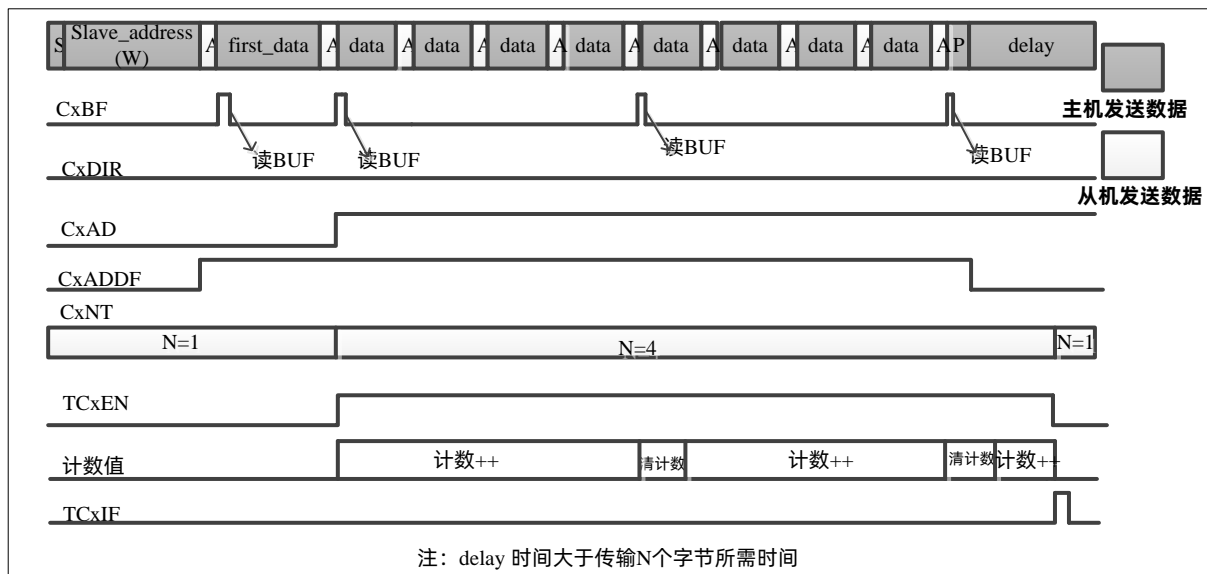 S Slave_address (W) A first_data A data A data A data A data A data A data A data A data A P delay
主机发送数据
CxBF
读BUF 读BUF 读BUF 读BUF
CxDIR
从机发送数据
CxAD
CxADDF
CxNT
N=1 N=4 N=1
TCxEN
计数值 计数++ 清计数 计数++ 清计数 计数++
TCxIF
注：delay 时间大于传输N个字节所需时间